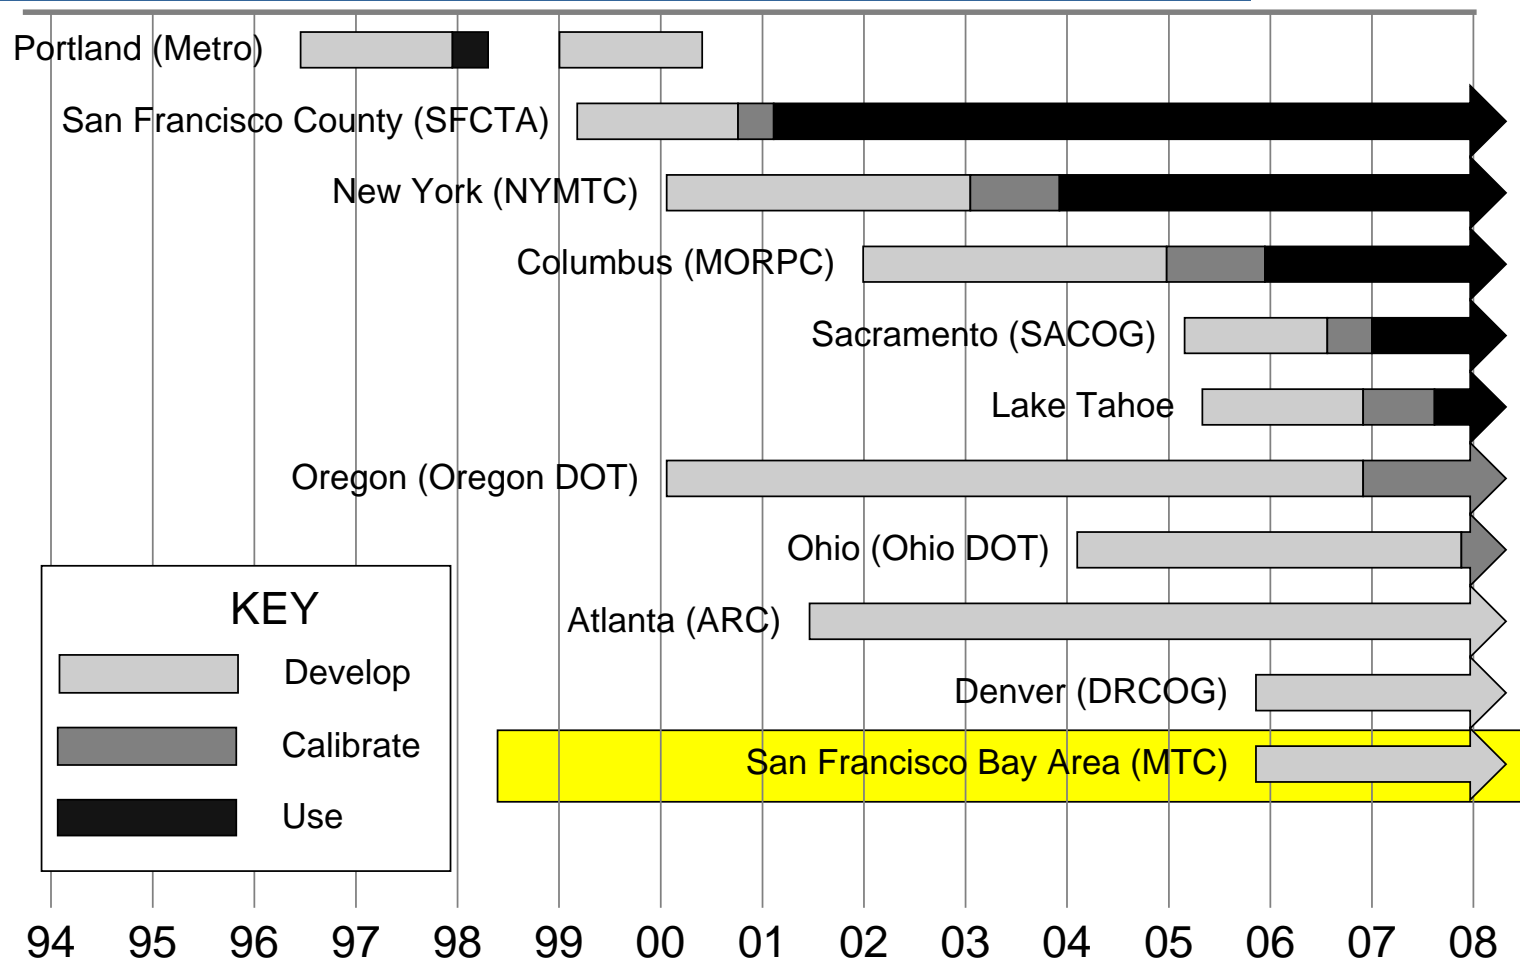 Portland (Metro)
San Francisco County (SFCTA)
New York (NYMTC)
Columbus (MORPC)
Sacramento (SACOG)
Lake Tahoe
Oregon (Oregon DOT)
Ohio (Ohio DOT)
Atlanta (ARC)
Denver (DRCOG)
San Francisco Bay Area (MTC)
KEY
Develop
Calibrate
Use
94 95 96 97 98 99 00 01 02 03 04 05 06 07 08